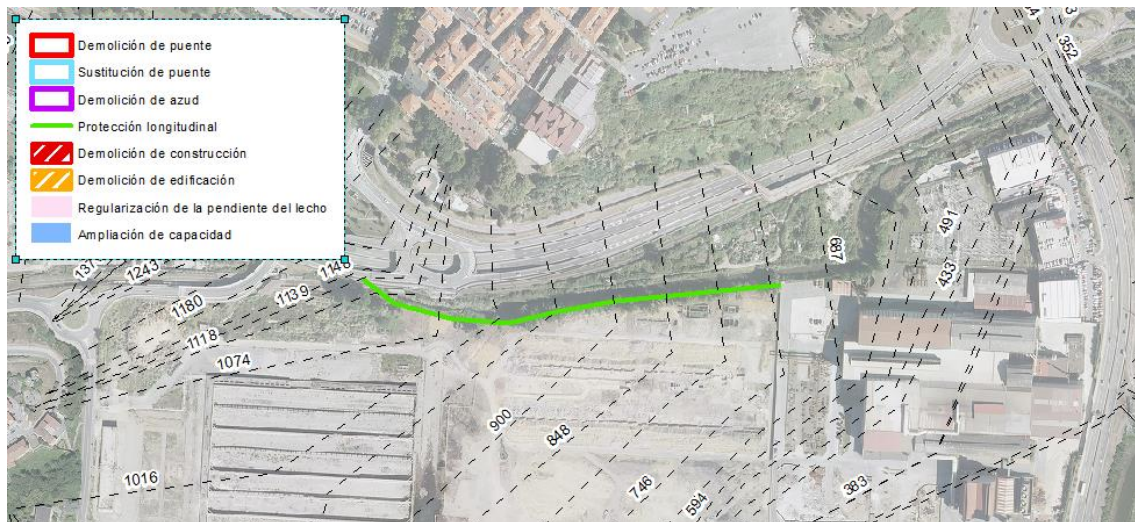 Demolición de puente
Sustitución de puente
Demolición de azud
Protección longitudinal
Demolición de construcción
Demolición de edificación
Regularización de la pendiente del lecho
Ampliación de capacidad
352
1243
1148
1139
1180
1118
1074
1016
900
848
746
594
687
491
433
383